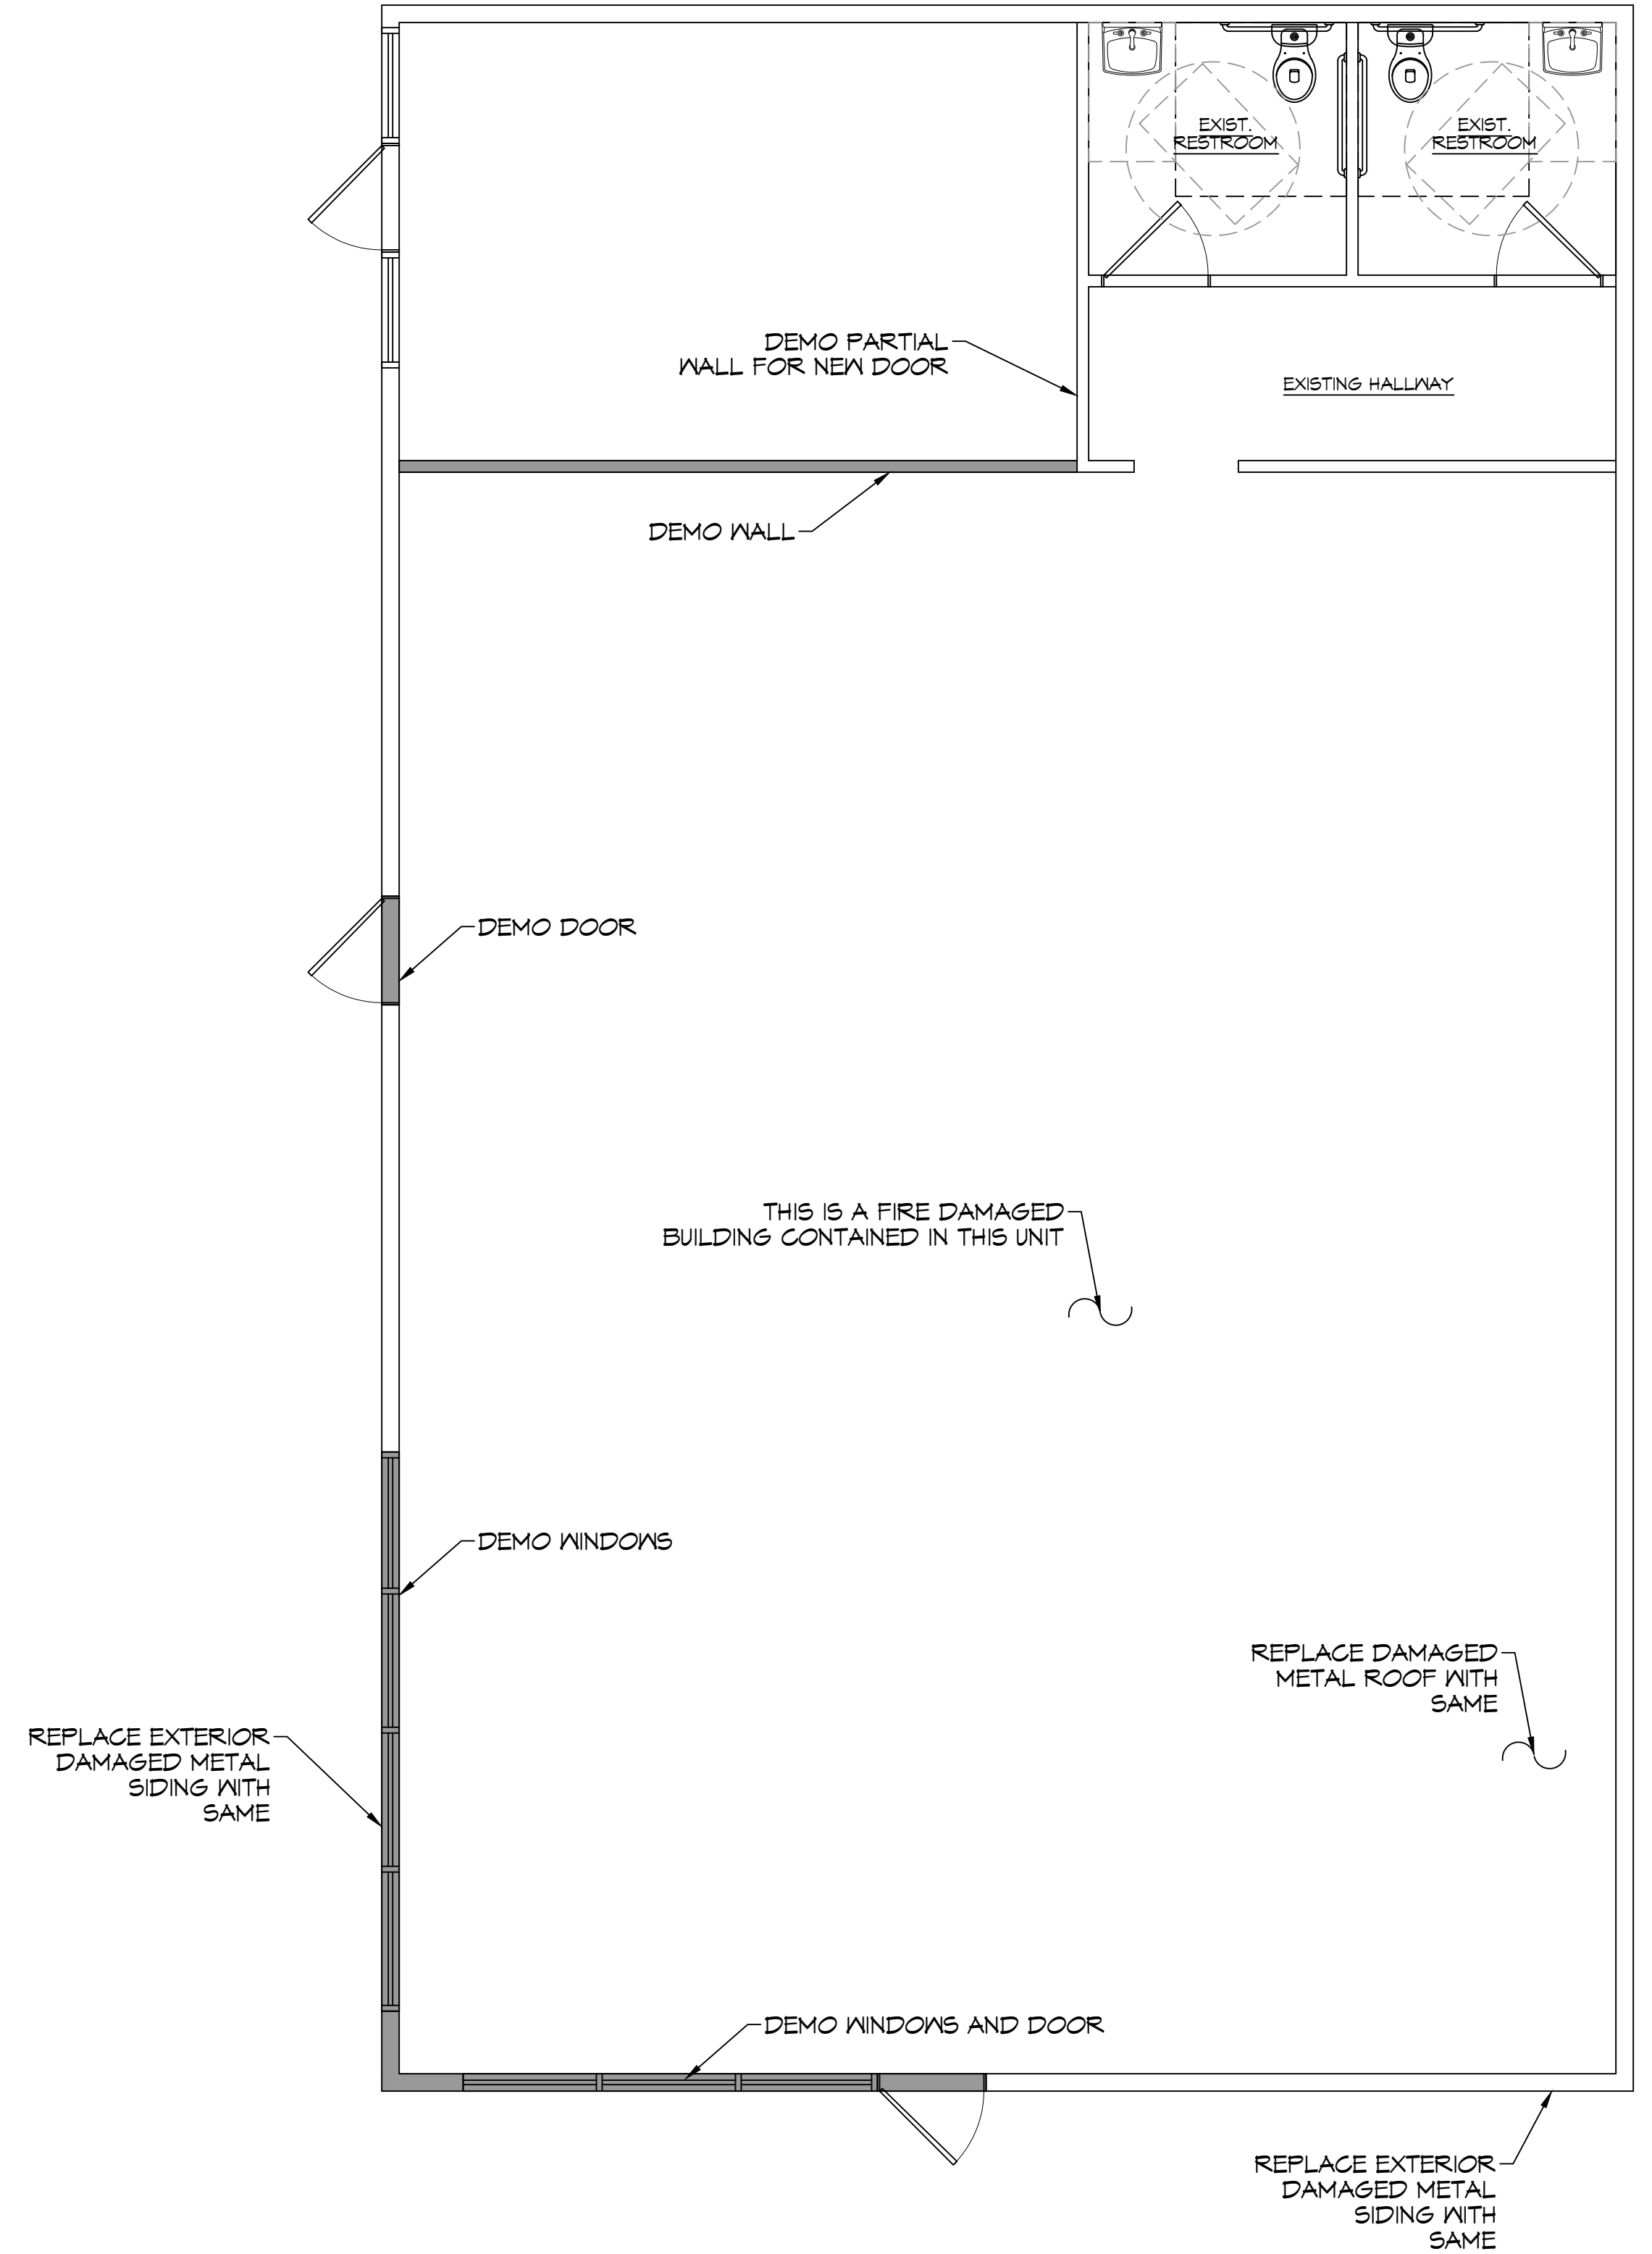 EXIST.
RESTROOM
EXIST.
RESTROOM
DEMO PARTIAL
WALL FOR NEW DOOR
EXISTING HALLWAY
DEMO WALL
DEMO DOOR
THIS IS A FIRE DAMAGED
BUILDING CONTAINED IN THIS UNIT
DEMO WINDOWS
REPLACE DAMAGED
METAL ROOF WITH
SAME
REPLACE EXTERIOR
DAMAGED METAL
SIDING WITH
SAME
DEMO WINDOWS AND DOOR
REPLACE EXTERIOR
DAMAGED METAL
SIDING WITH
SAME